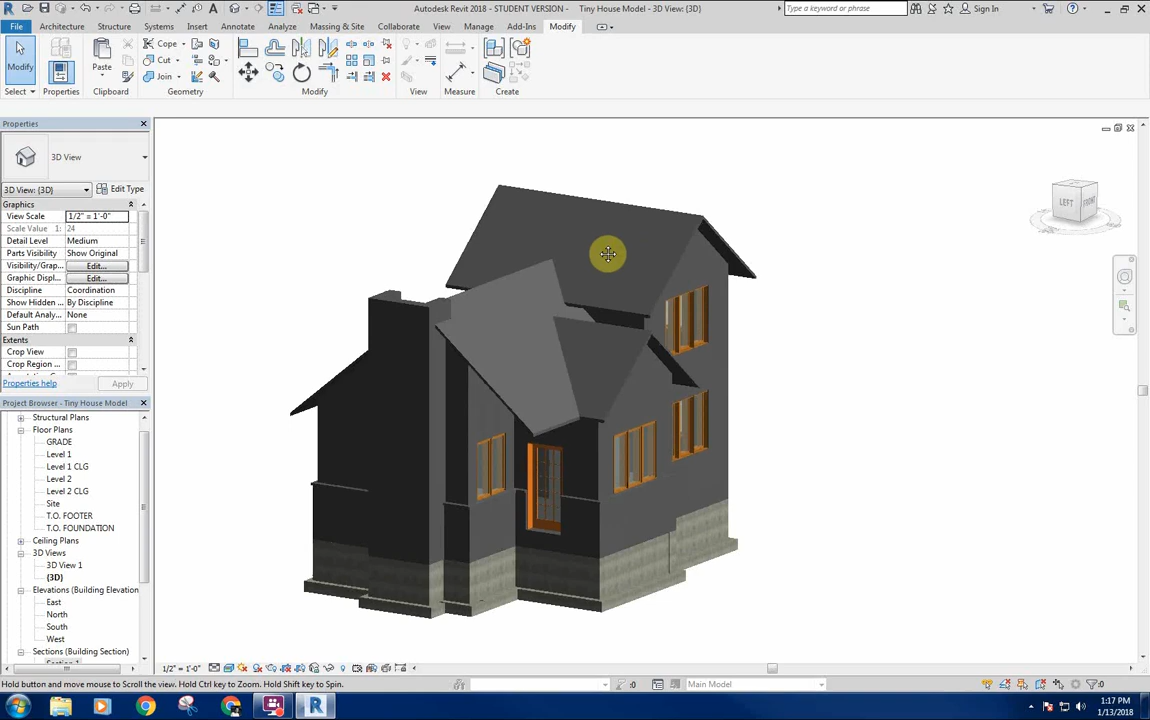 Autodesk Revit 2018 - STUDENT VERSION - Tiny House Model - 3D View: {3D}
Type a keyword or phrase
Sign In
File Architecture Structure Systems Insert Annotate Analyze Massing & Site Collaborate View Manage Add-Ins Modify
Modify
Paste
Cope
Cut
Join
Select Properties Clipboard Geometry Modify View Measure Create
Properties
3D View
3D View: {3D} Edit Type
Graphics
View Scale 1/2" = 1'-0"
Scale Value 1: 24
Detail Level Medium
Parts Visibility Show Original
Visibility/Grap... Edit...
Graphic Displ... Edit...
Discipline Coordination
Show Hidden ... By Discipline
Default Analy... None
Sun Path
Extents
Crop View
Crop Region ...
Properties help Apply
Project Browser - Tiny House Model
Structural Plans
Floor Plans
GRADE
Level 1
Level 1 CLG
Level 2
Level 2 CLG
Site
T.O. FOOTER
T.O. FOUNDATION
Ceiling Plans
3D Views
3D View 1
{3D}
Elevations (Building Elevation
East
North
South
West
Sections (Building Section)
LEFT FRONT
1/2" = 1'-0"
Hold button and move mouse to Scroll the view. Hold Ctrl key to Zoom. Hold Shift key to Spin.
:0
Main Model
:0
1:17 PM
1/13/2018